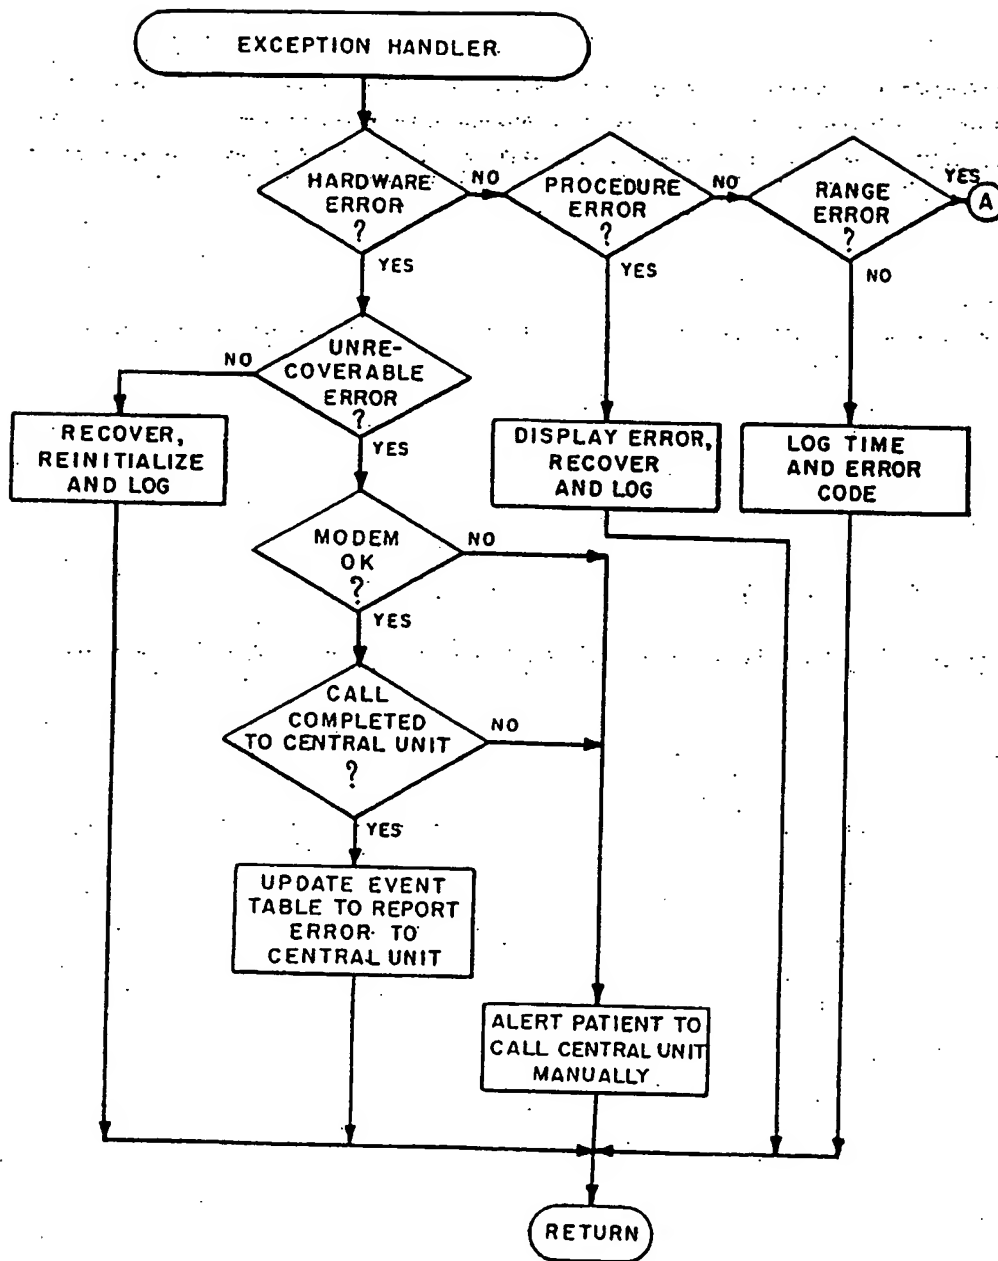 EXCEPTION HANDLER
HARDWARE
ERROR
?
NO
PROCEDURE
ERROR
?
NO
RANGE
ERROR
?
YES
A
YES
YES
NO
UNRE-
COVERABLE
ERROR
?
NO
YES
RECOVER,
REINITIALIZE
AND LOG
DISPLAY ERROR,
RECOVER
AND LOG
LOG TIME
AND ERROR
CODE
MODEM
OK
?
NO
YES
CALL
COMPLETED
TO CENTRAL UNIT
?
NO
YES
UPDATE EVENT
TABLE TO REPORT
ERROR TO
CENTRAL UNIT
ALERT PATIENT TO
CALL CENTRAL UNIT
MANUALLY
RETURN